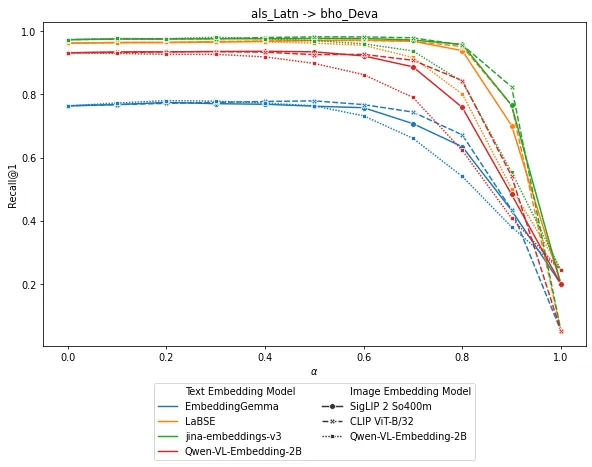 als_Latn -> bho_Deva
Recall@1
1.0
0.8
0.6
0.4
0.2
0.0 0.2 0.4 0.6 0.8 1.0
α
Text Embedding Model Image Embedding Model
EmbeddingGemma SigLIP 2 So400m
LaBSE CLIP ViT-B/32
jina-embeddings-v3 Qwen-VL-Embedding-2B
Qwen-VL-Embedding-2B